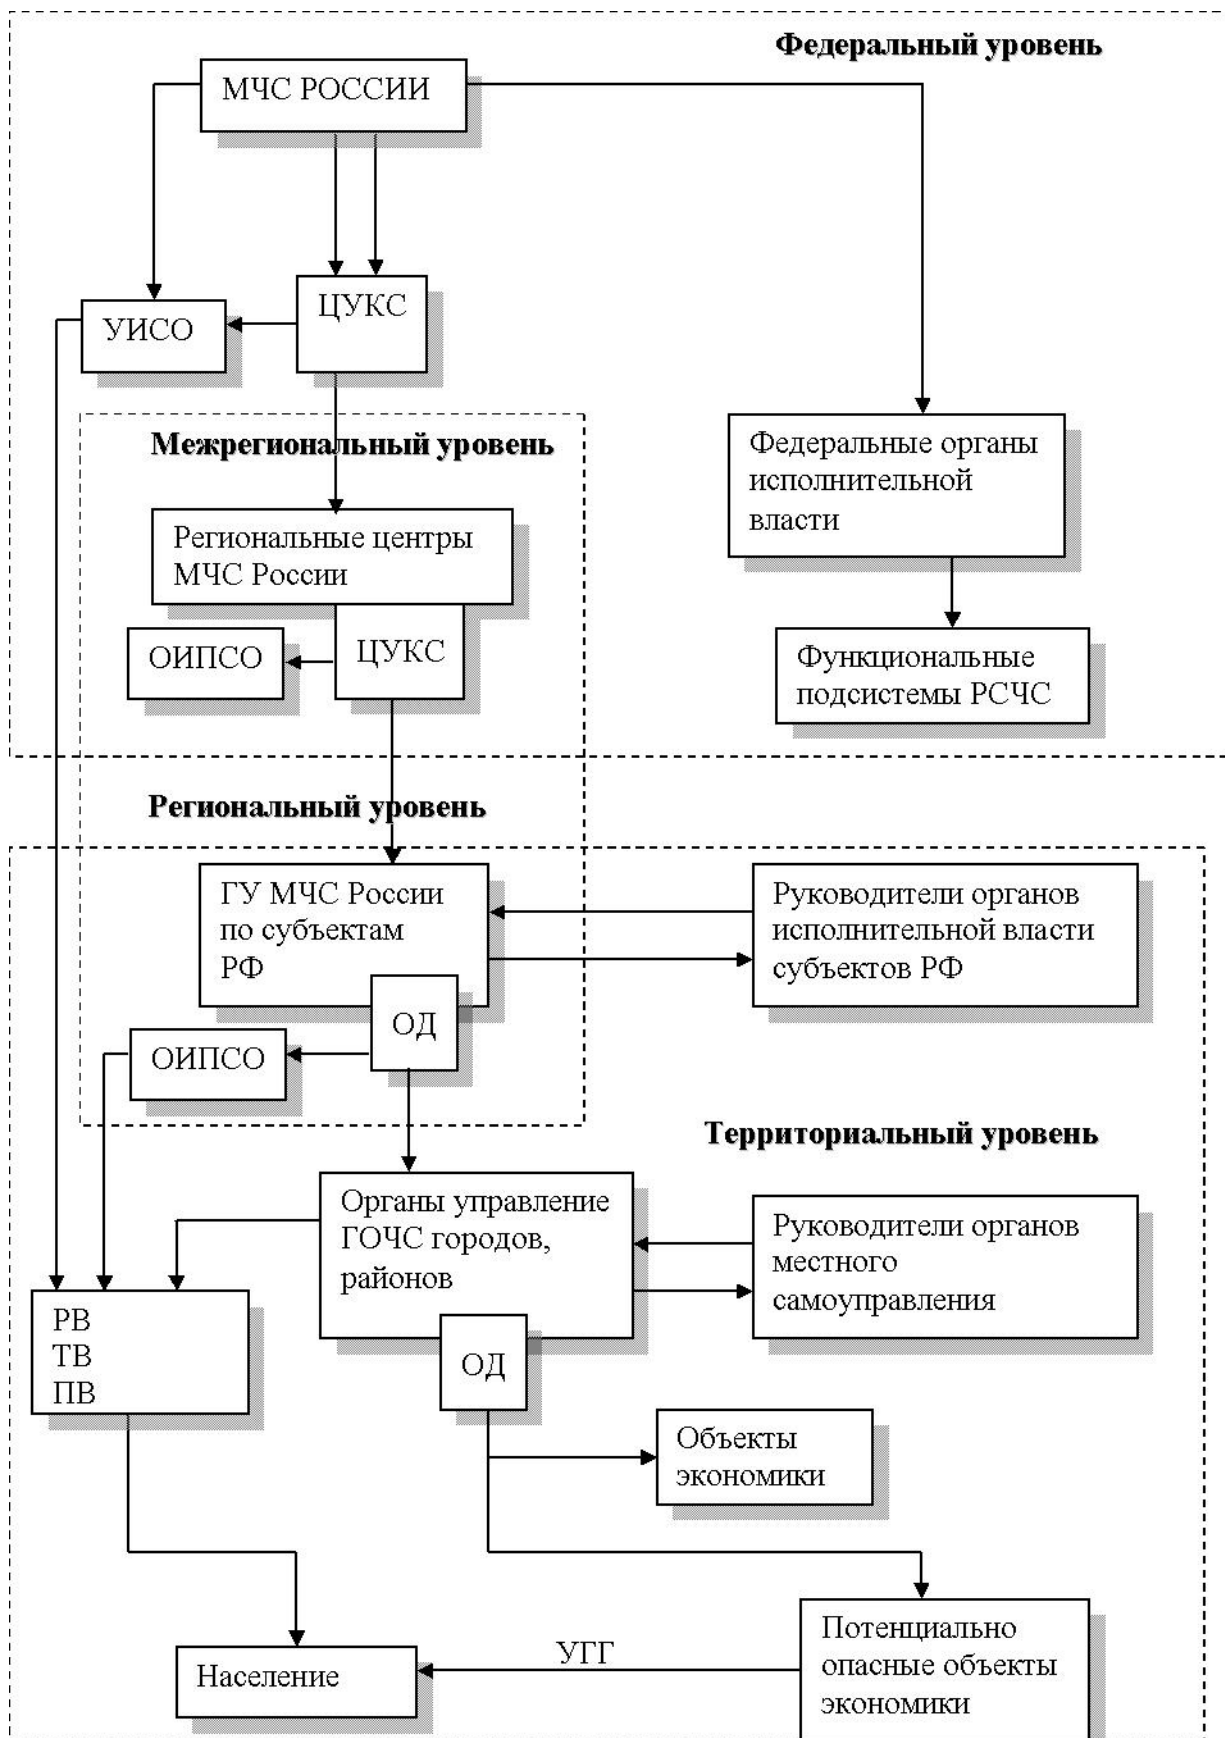 Федеральный уровень
МЧС РОССИИ
ЦУКС
УИСО
Межрегиональный уровень
Федеральные органы
исполнительной
власти
Региональные центры
МЧС России
ОИПСО
ЦУКС
Функциональные
подсистемы РСЧС
Региональный уровень
ГУ МЧС России
по субъектам
РФ
Руководители органов
исполнительной власти
субъектов РФ
ОД
ОИПСО
Территориальный уровень
Органы управление
ГОЧС городов,
районов
Руководители органов
местного
самоуправления
РВ
ТВ
ПВ
ОД
Объекты
экономики
Потенциально
опасные объекты
экономики
УГГ
Население